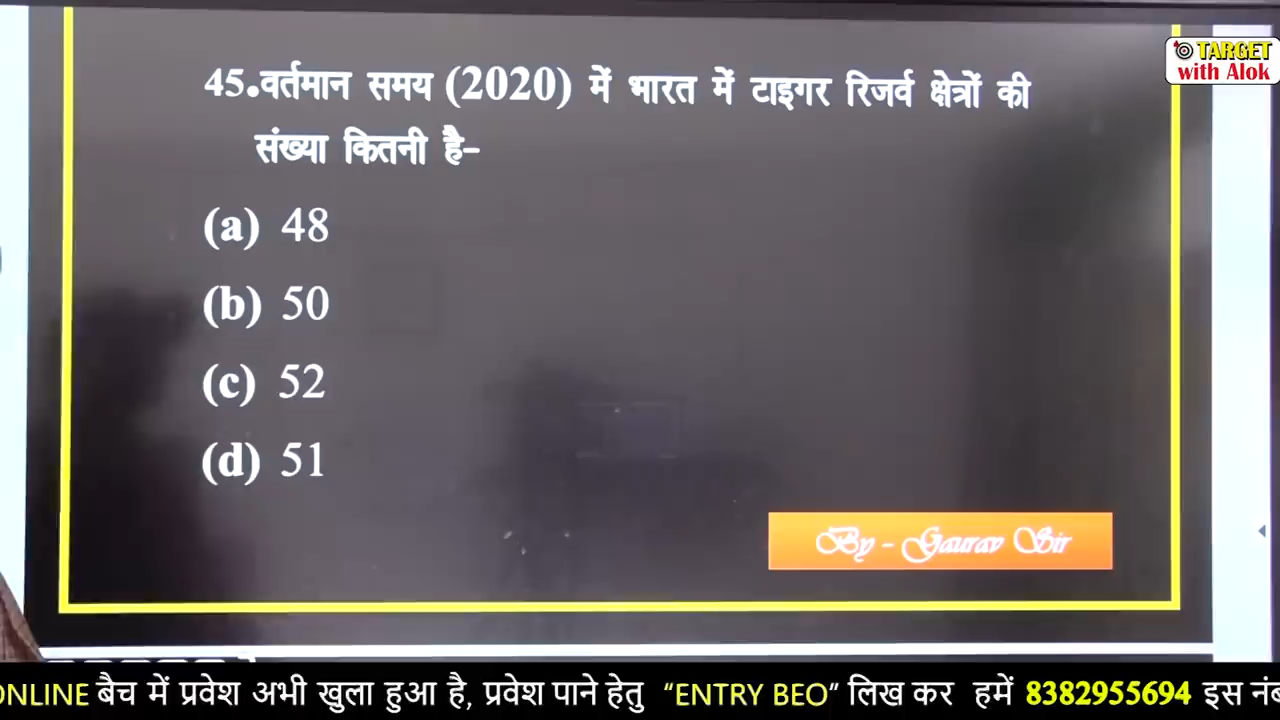 TARGET
with Alok
45.वर्तमान समय (2020) में भारत में टाइगर रिजर्व क्षेत्रों की
संख्या कितनी है-
(a) 48
(b) 50
(c) 52
(d) 51
By - Gaurav Sir
ONLINE बैच में प्रवेश अभी खुला हुआ है, प्रवेश पाने हेतु “ENTRY BEO” लिख कर हमें 8382955694 इस